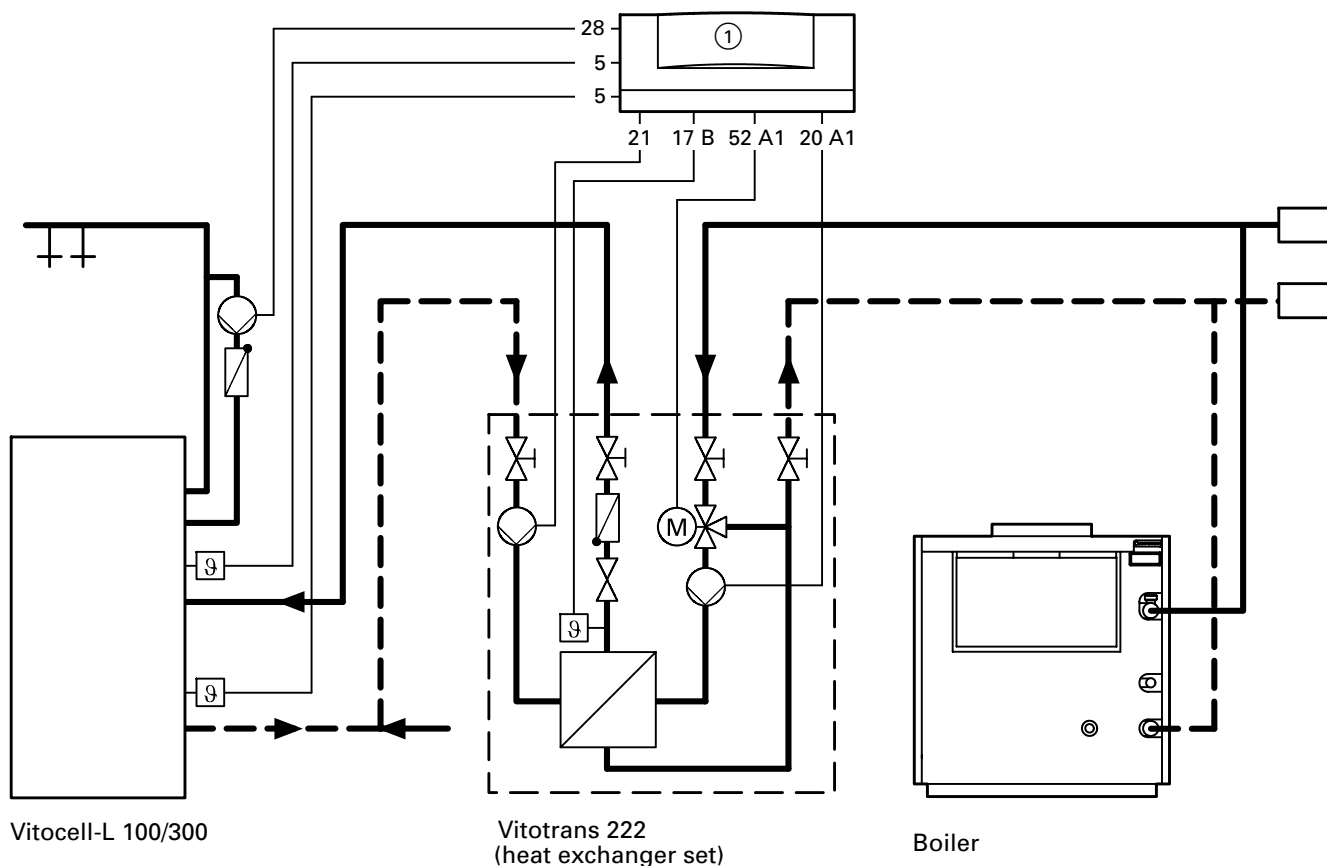 28
①
5
5
21 17 B 52 A1 20 A1
M
ϑ
ϑ
ϑ
Vitocell-L 100/300
Vitotrans 222
(heat exchanger set)
Boiler